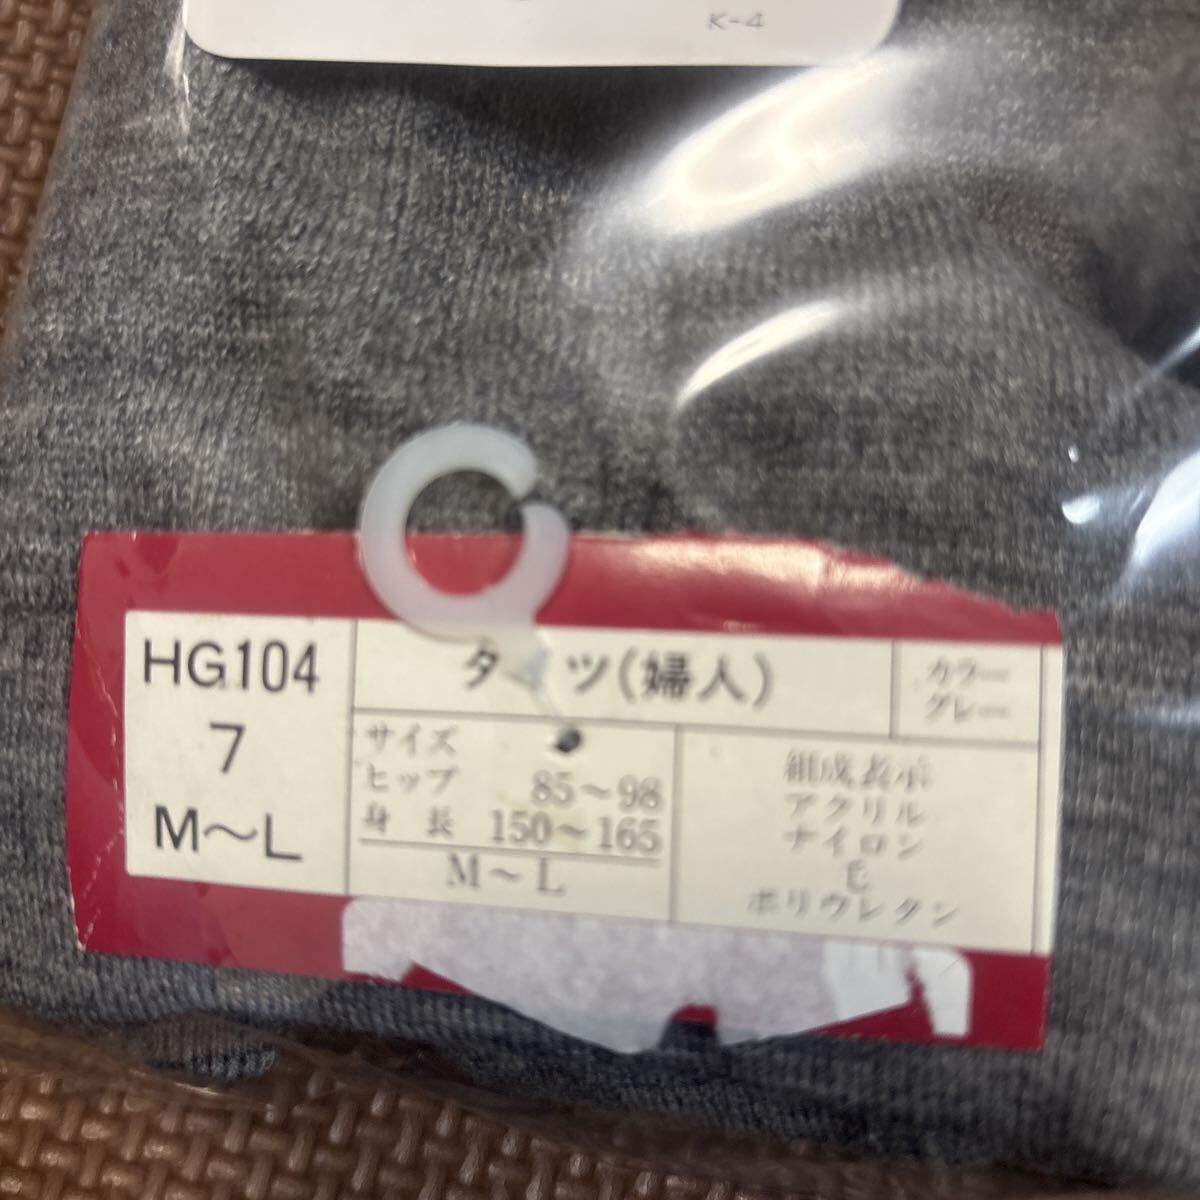 K-4
HG104
7
M～L
タイツ(婦人)
カラー
グレー
サイズ
ヒップ 85～98
身長 150～165
M～L
組成表示
アクリル
ナイロン
毛
ポリウレタン